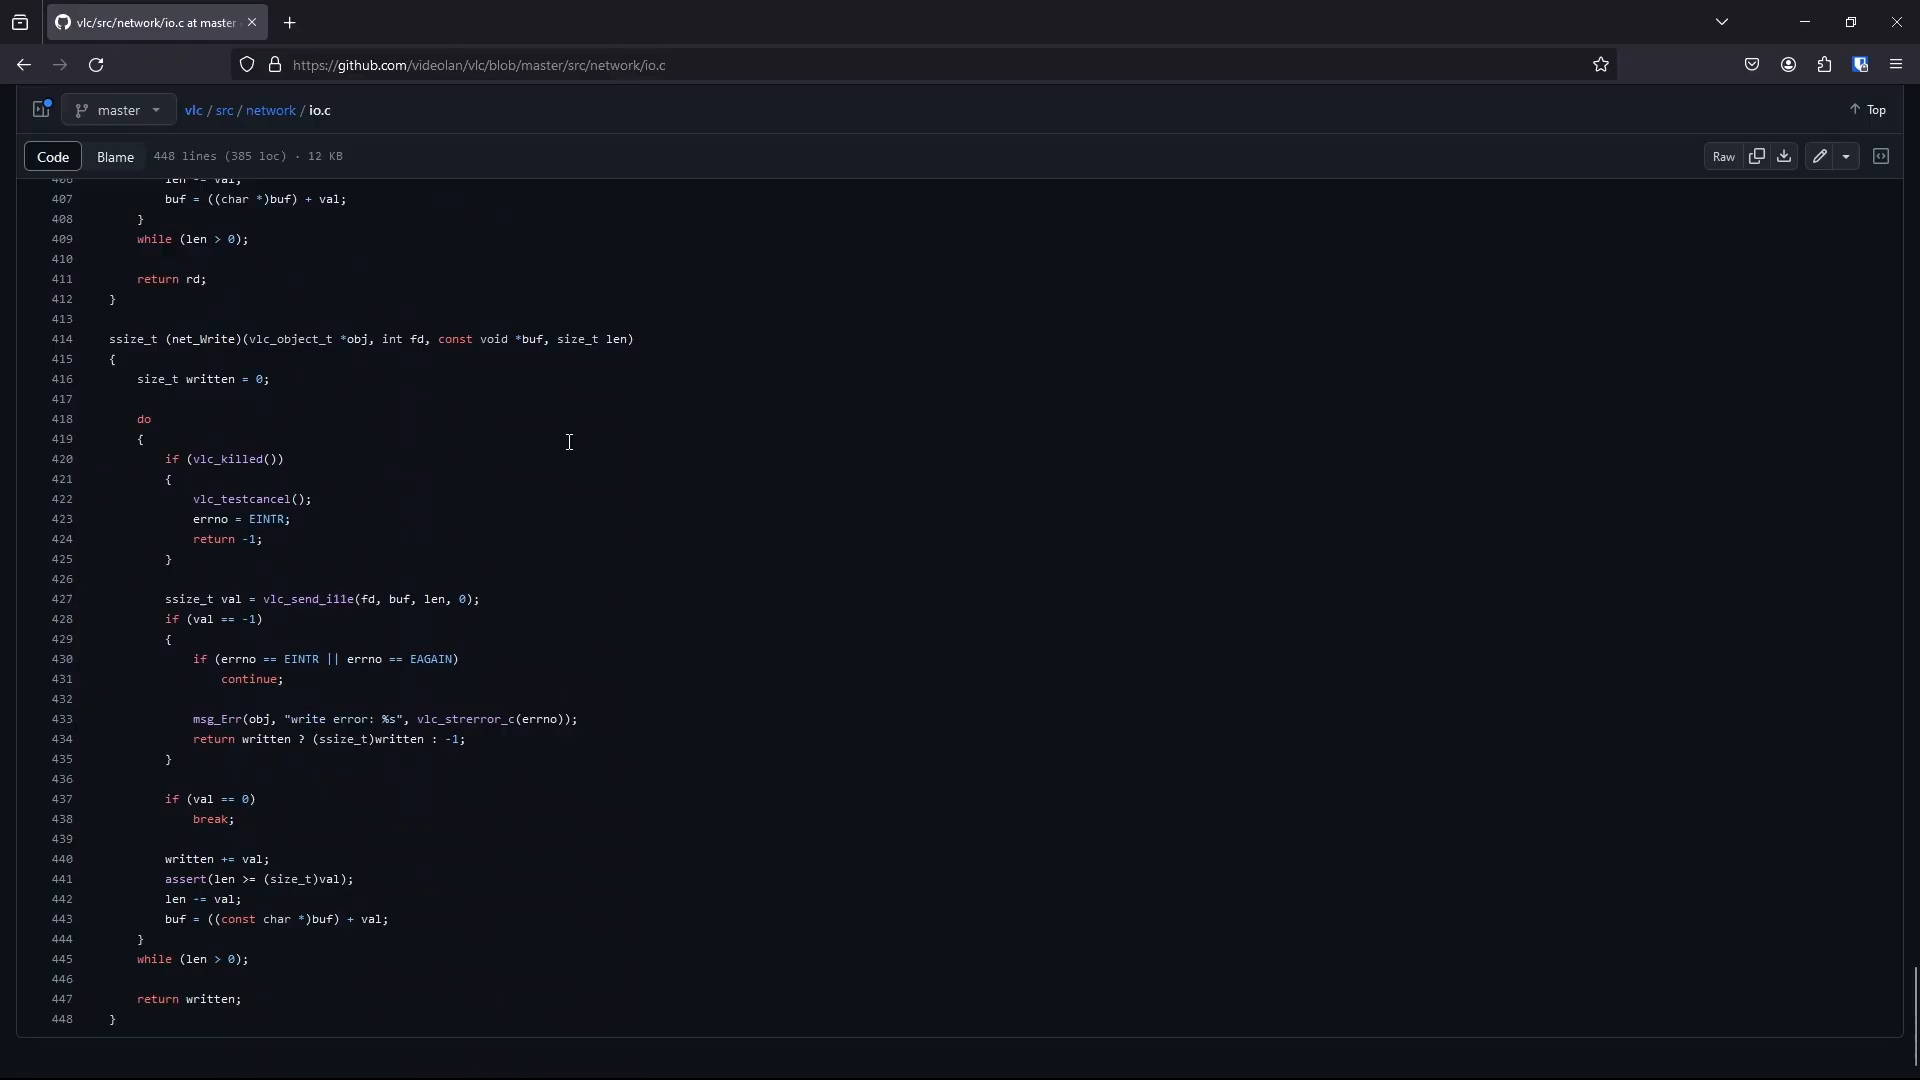 vlc/src/network/io.c at master
https://github.com/videolan/vlc/blob/master/src/network/io.c
master
vlc / src / network / io.c
Top
Code
Blame
448 lines (385 loc) · 12 KB
Raw
406 len -= val;
407 buf = ((char *)buf) + val;
408 }
409 while (len > 0);
410
411 return rd;
412 }
413
414 ssize_t (net_Write)(vlc_object_t *obj, int fd, const void *buf, size_t len)
415 {
416 size_t written = 0;
417
418 do
419 {
420 if (vlc_killed())
421 {
422 vlc_testcancel();
423 errno = EINTR;
424 return -1;
425 }
426
427 ssize_t val = vlc_send_i11e(fd, buf, len, 0);
428 if (val == -1)
429 {
430 if (errno == EINTR || errno == EAGAIN)
431 continue;
432
433 msg_Err(obj, "write error: %s", vlc_strerror_c(errno));
434 return written ? (ssize_t)written : -1;
435 }
436
437 if (val == 0)
438 break;
439
440 written += val;
441 assert(len >= (size_t)val);
442 len -= val;
443 buf = ((const char *)buf) + val;
444 }
445 while (len > 0);
446
447 return written;
448 }